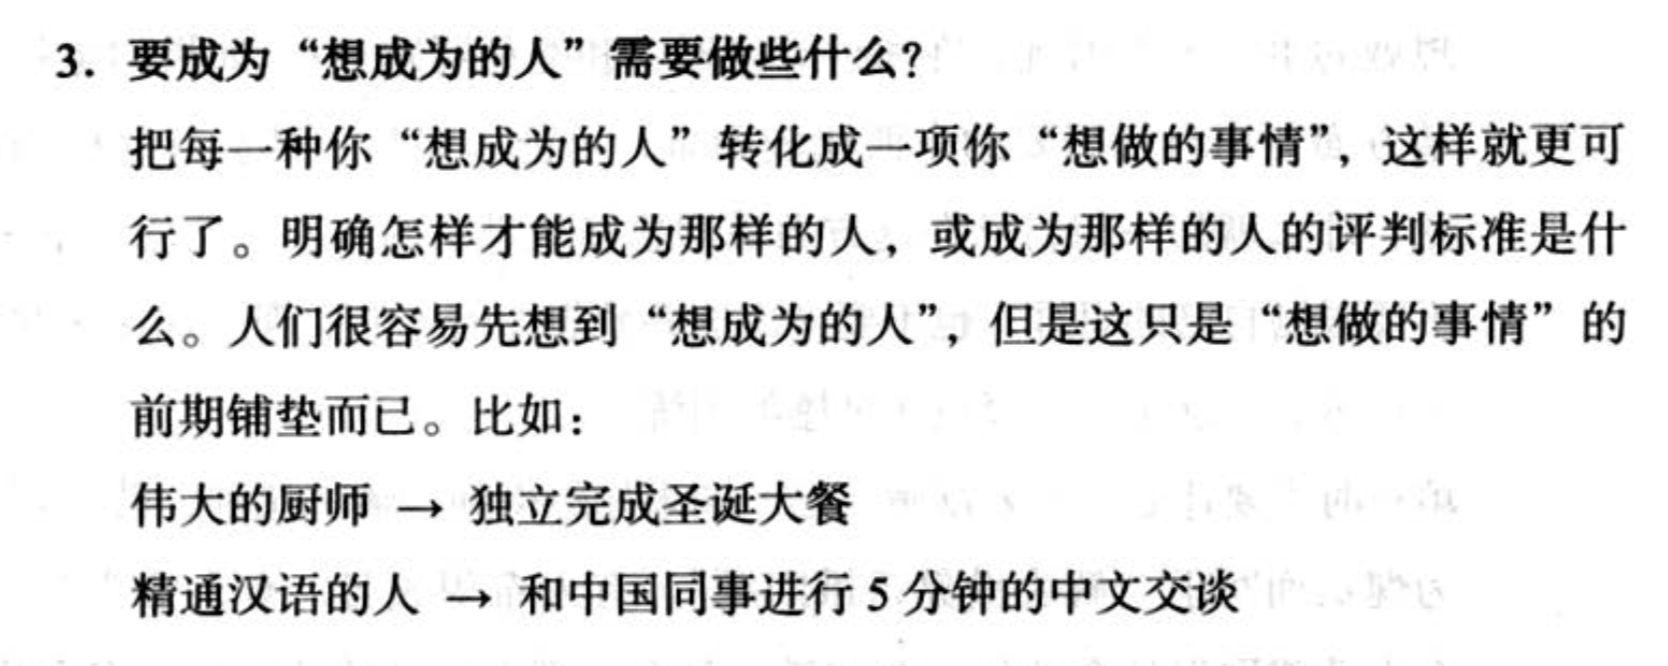 3. 要成为“想成为的人”需要做些什么？
把每一种你“想成为的人”转化成一项你“想做的事情”，这样就更可
行了。明确怎样才能成为那样的人，或成为那样的人的评判标准是什
么。人们很容易先想到“想成为的人”，但是这只是“想做的事情”的
前期铺垫而已。比如：
伟大的厨师 → 独立完成圣诞大餐
精通汉语的人 → 和中国同事进行 5 分钟的中文交谈